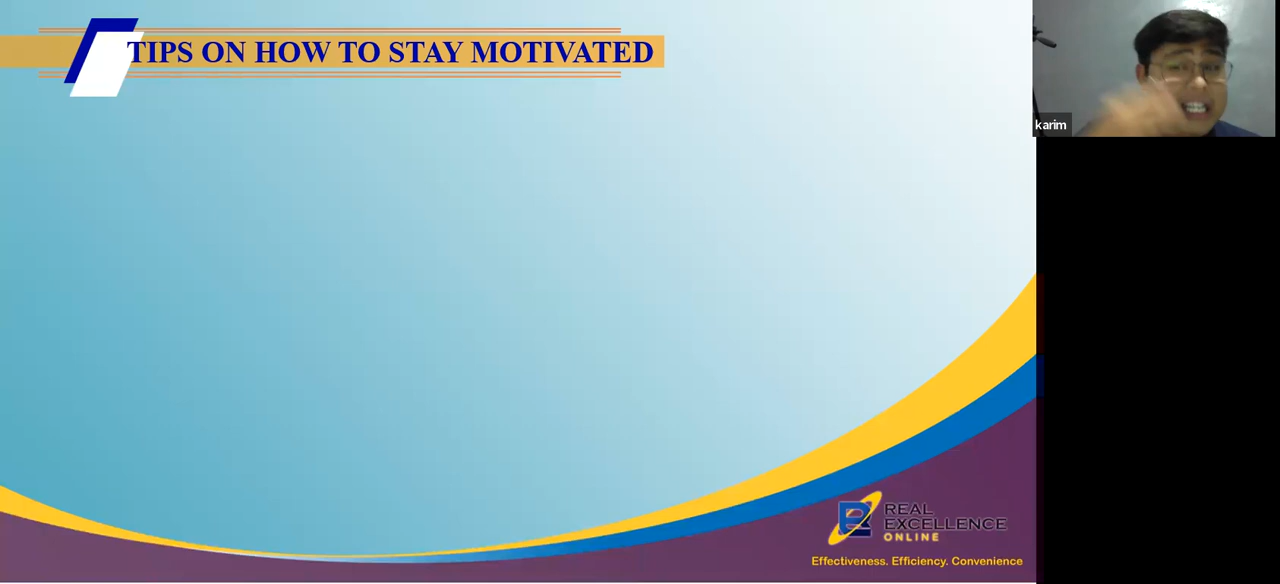 TIPS ON HOW TO STAY MOTIVATED
karim
REAL
EXCELLENCE
ONLINE
Effectiveness. Efficiency. Convenience